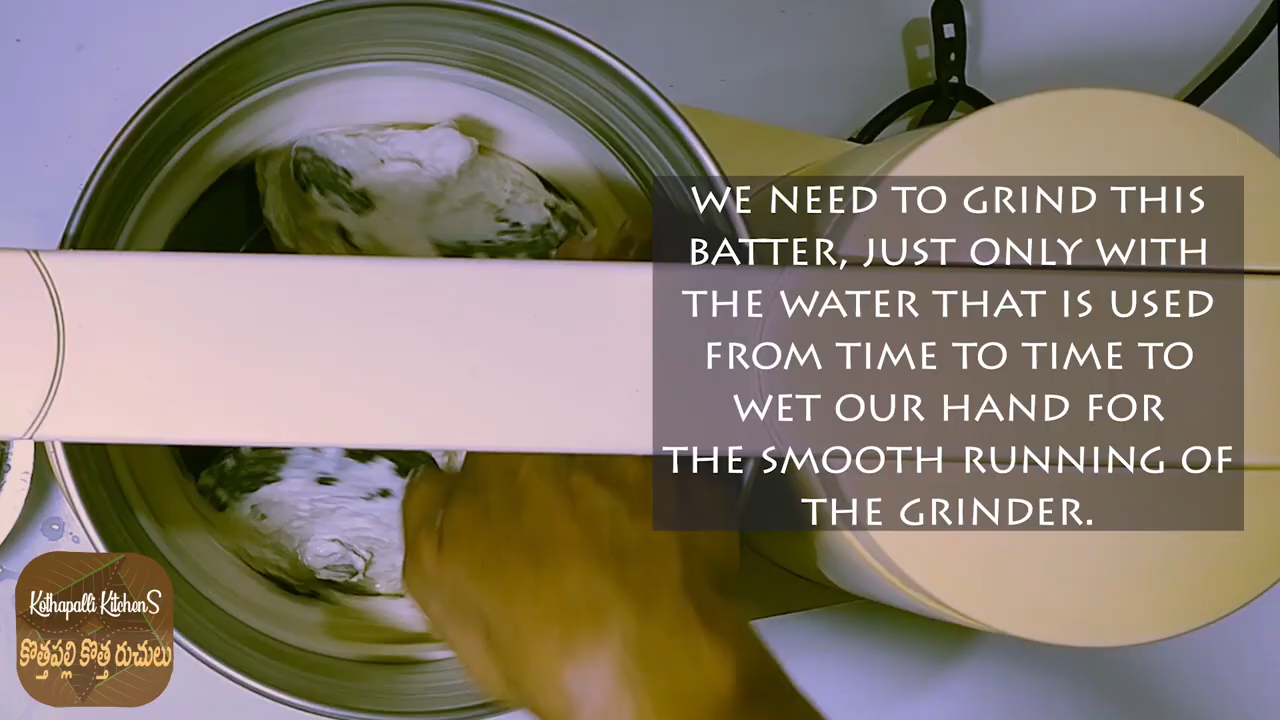 WE NEED TO GRIND THIS
BATTER, JUST ONLY WITH
THE WATER THAT IS USED
FROM TIME TO TIME TO
WET OUR HAND FOR
THE SMOOTH RUNNING OF
THE GRINDER.
Kothapalli KitchenS
కొత్తపల్లి కొత్త రుచులు